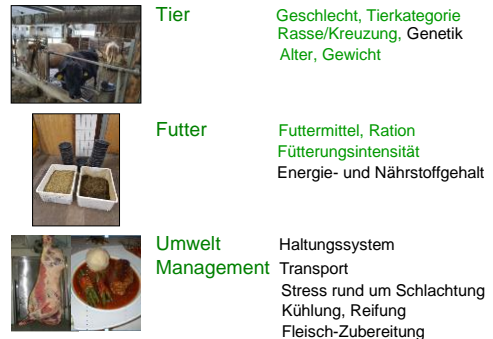 Tier Geschlecht, Tierkategorie
Rasse/Kreuzung, Genetik
Alter, Gewicht
Futter Futtermittel, Ration
Fütterungsintensität
Energie- und Nährstoffgehalt
Umwelt Haltungssystem
Management Transport
Stress rund um Schlachtung
Kühlung, Reifung
Fleisch-Zubereitung